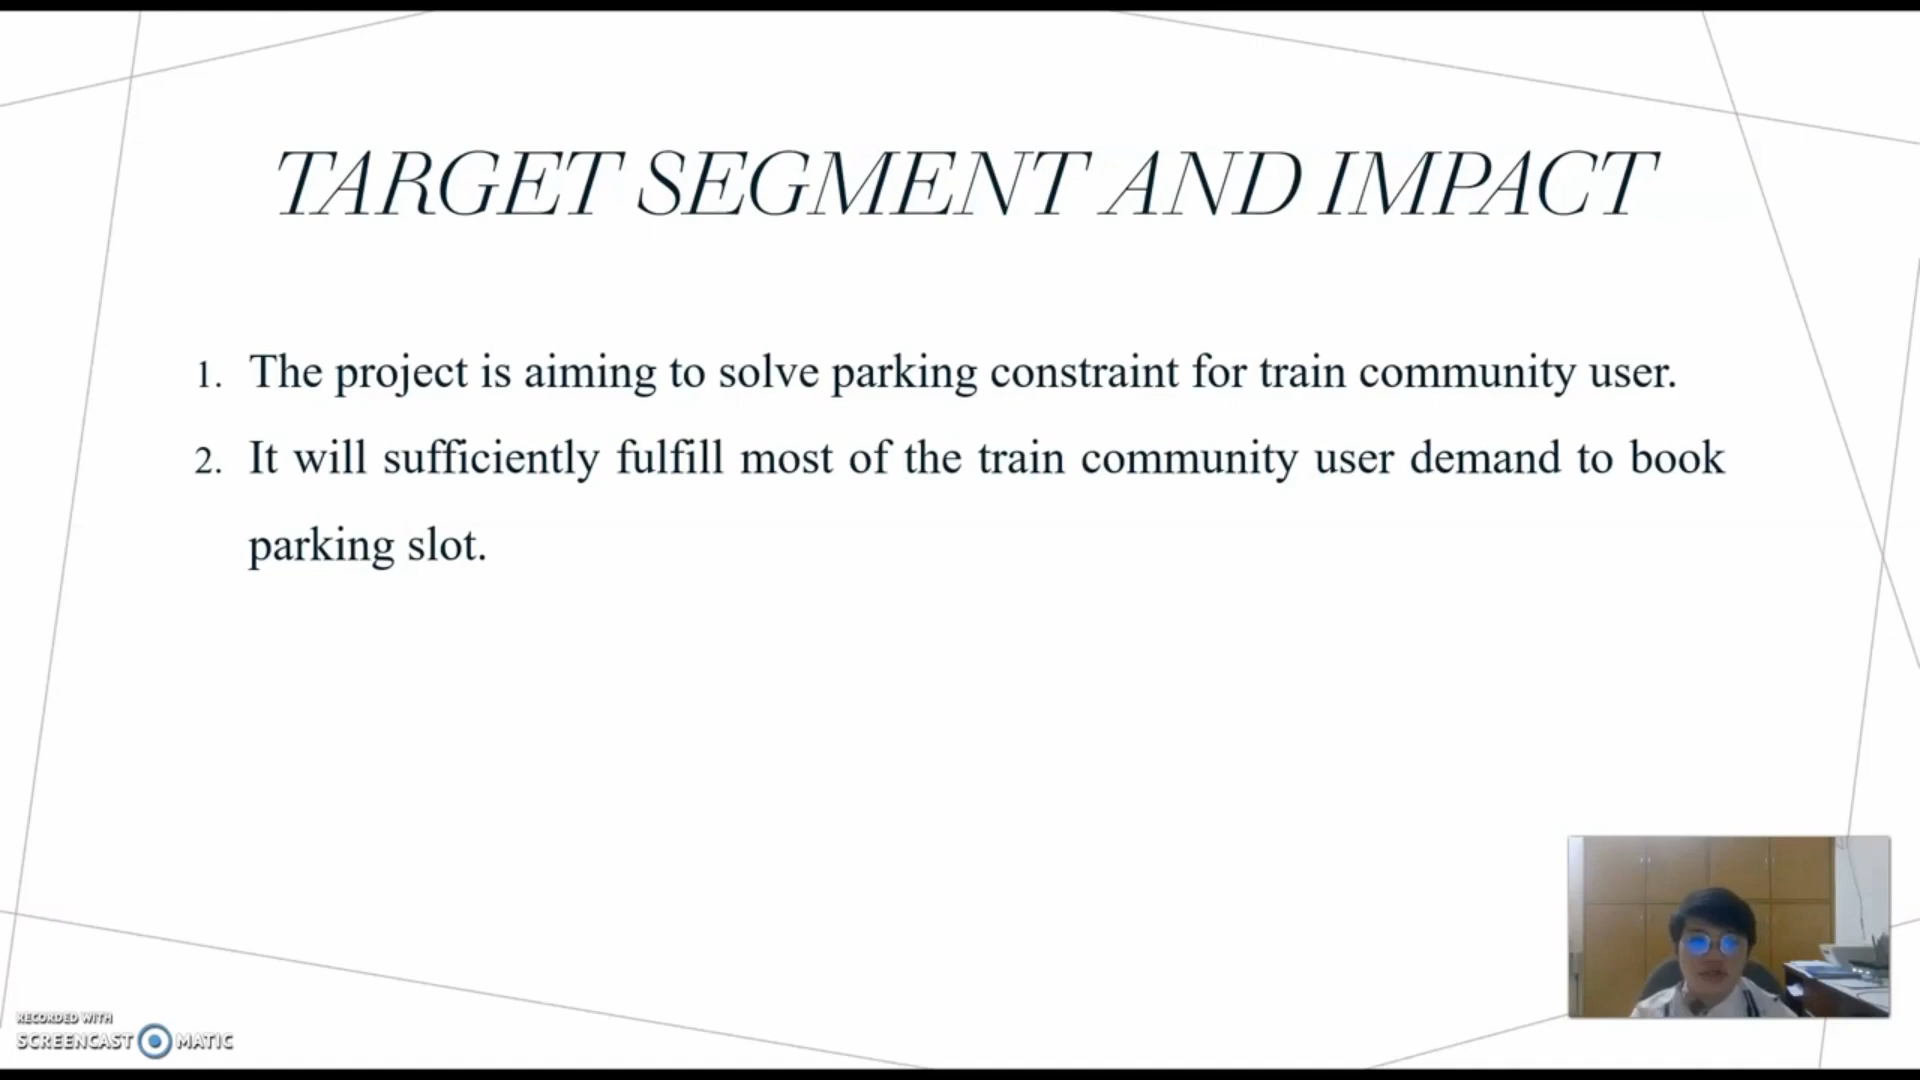 TARGET SEGMENT AND IMPACT
1. The project is aiming to solve parking constraint for train community user.
2. It will sufficiently fulfill most of the train community user demand to book
parking slot.
RECORDED WITH
SCREENCAST MATIC